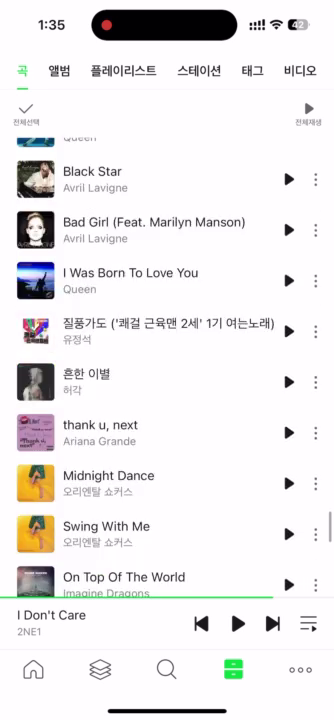 1:35
42
곡 앨범 플레이리스트 스테이션 태그 비디오
전체선택 전체재생
Queen
Black Star
Avril Lavigne
Bad Girl (Feat. Marilyn Manson)
Avril Lavigne
I Was Born To Love You
Queen
질풍가도 ('쾌걸 근육맨 2세' 1기 여는노래)
유정석
흔한 이별
허각
thank u, next
Ariana Grande
Midnight Dance
오리엔탈 쇼커스
Swing With Me
오리엔탈 쇼커스
On Top Of The World
Imagine Dragons
I Don't Care
2NE1